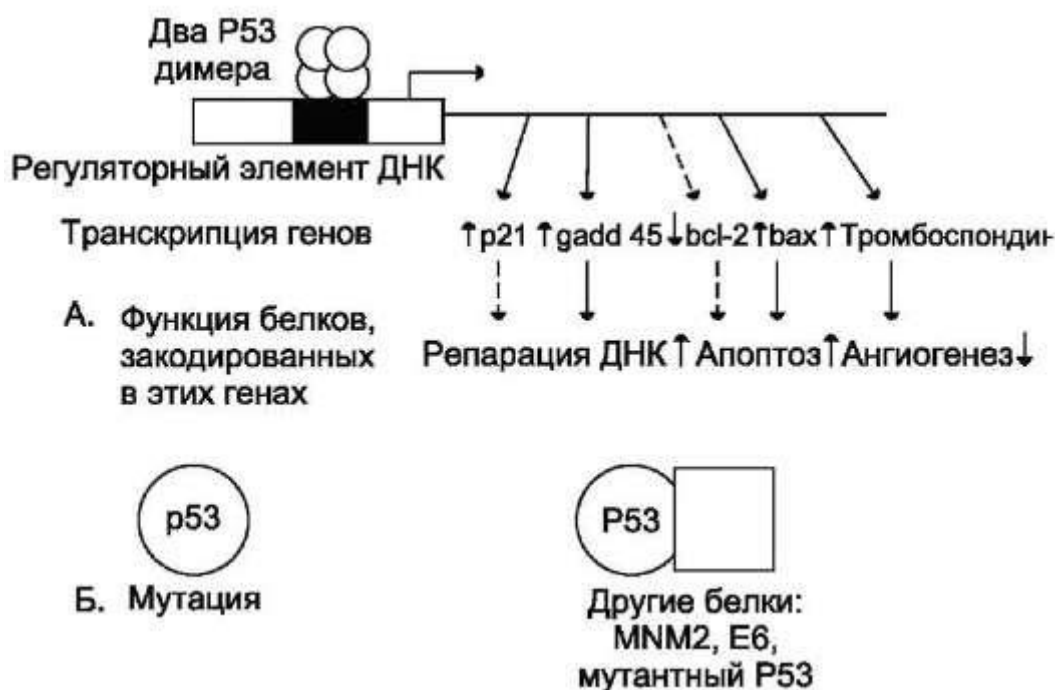 Два Р53
димера
Регуляторный элемент ДНК
Транскрипция генов
↑p21 ↑gadd 45↓bcl-2↑bax↑Тромбоспондин
А. Функция белков,
закодированных
в этих генах
Репарация ДНК↑Апоптоз↑Ангиогенез↓
p53
Б. Мутация
P53
Другие белки:
MNM2, E6,
мутантный P53